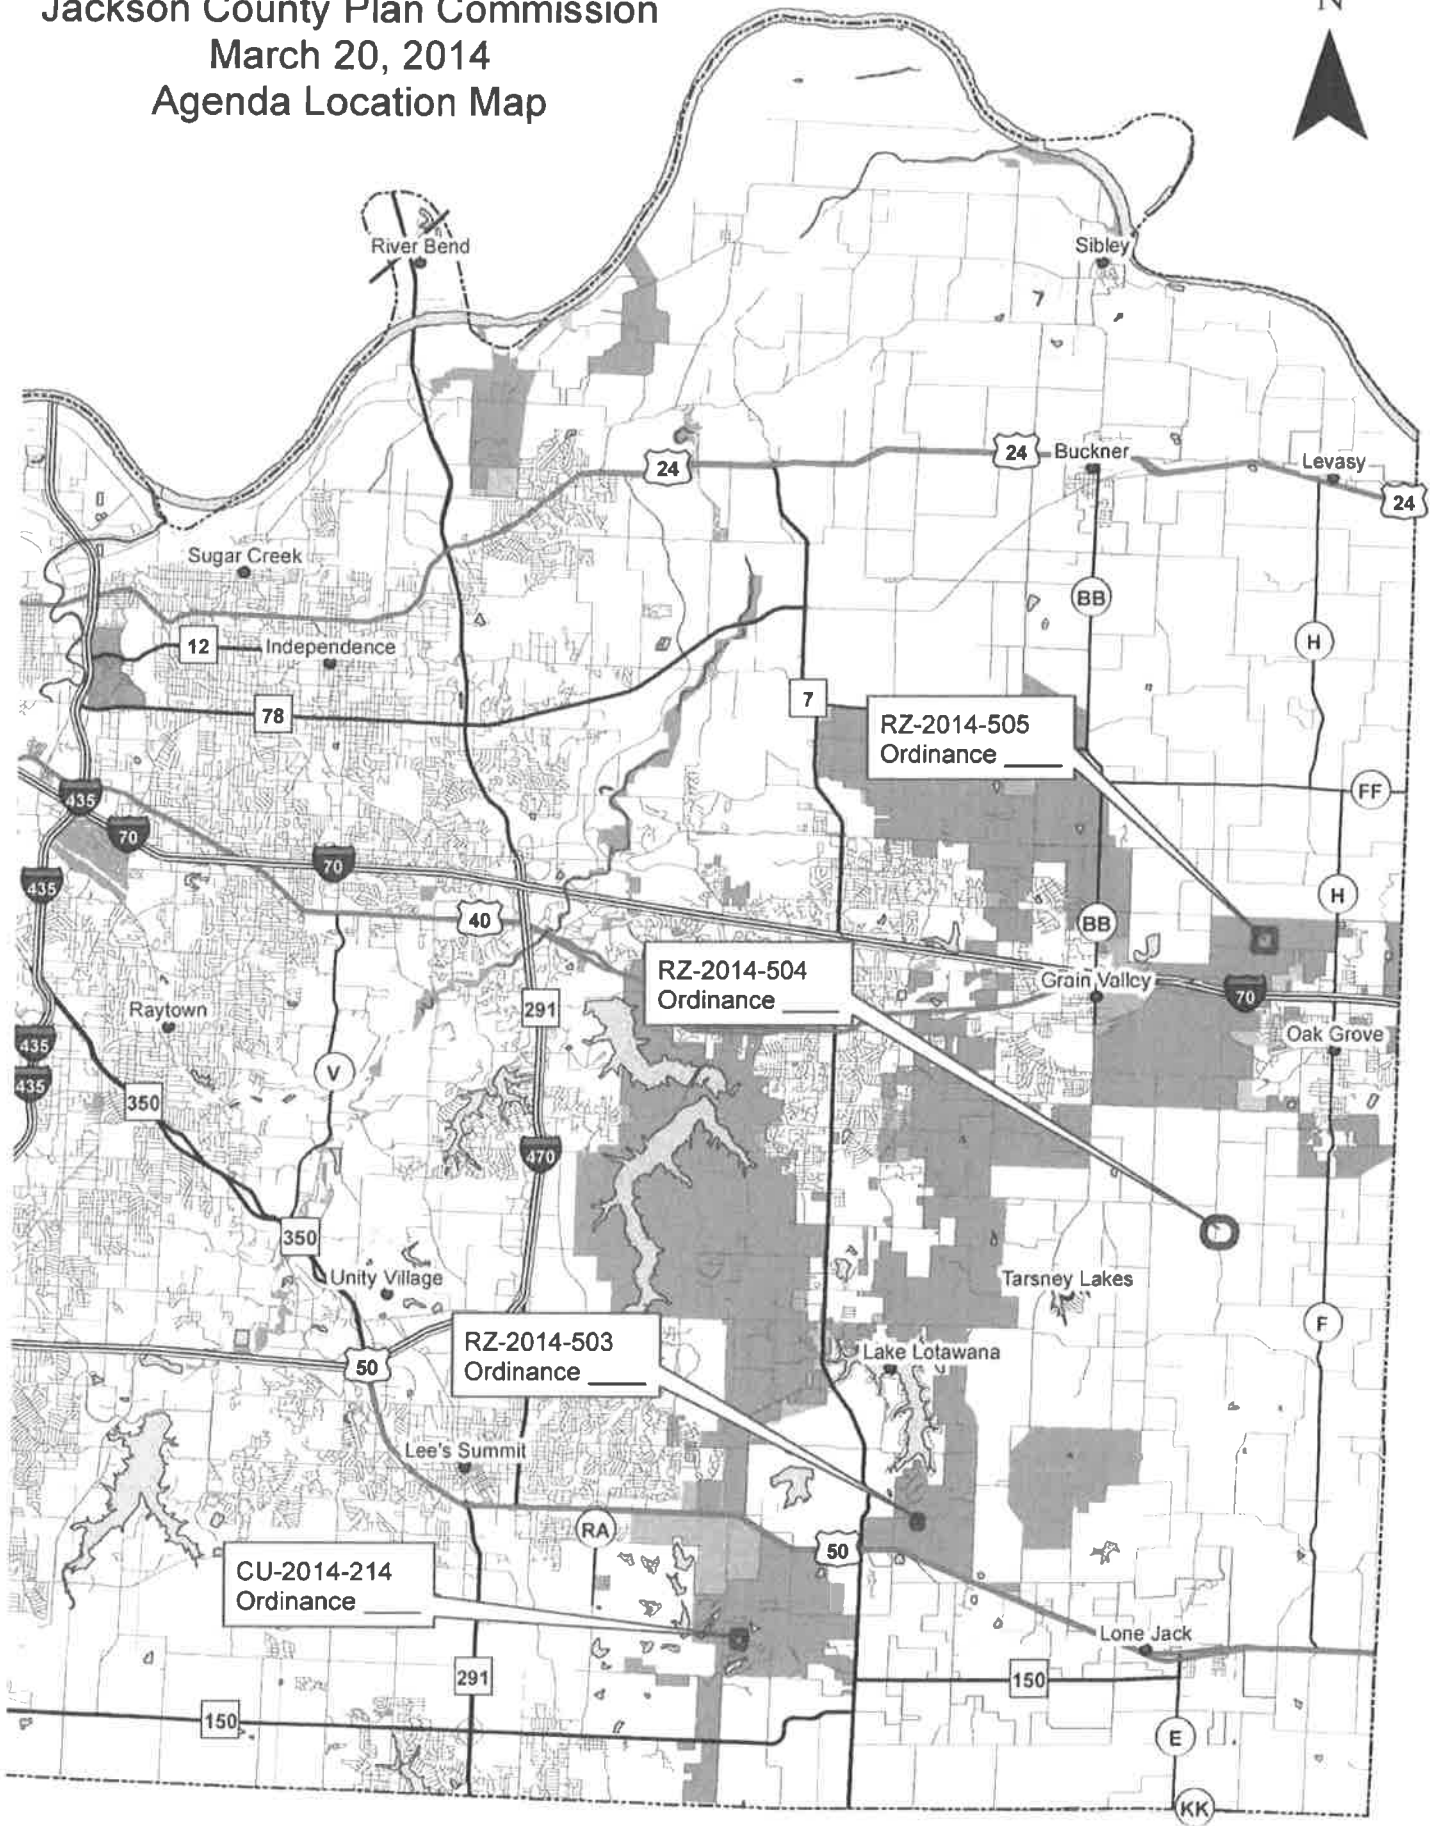 Jackson County Plan Commission
March 20, 2014
Agenda Location Map
N
River Bend
Sibley
24
24
Buckner
Levasy
24
Sugar Creek
BB
12
Independence
H
7
78
RZ-2014-505
Ordinance ____
FF
435
70
70
435
H
40
BB
RZ-2014-504
Ordinance ____
Grain Valley
70
291
Raytown
Oak Grove
435
V
435
350
470
350
Unity Village
Tarsney Lakes
F
RZ-2014-503
Ordinance ____
Lake Lotawana
50
Lee's Summit
RA
50
CU-2014-214
Ordinance ____
Lone Jack
291
150
150
E
KK